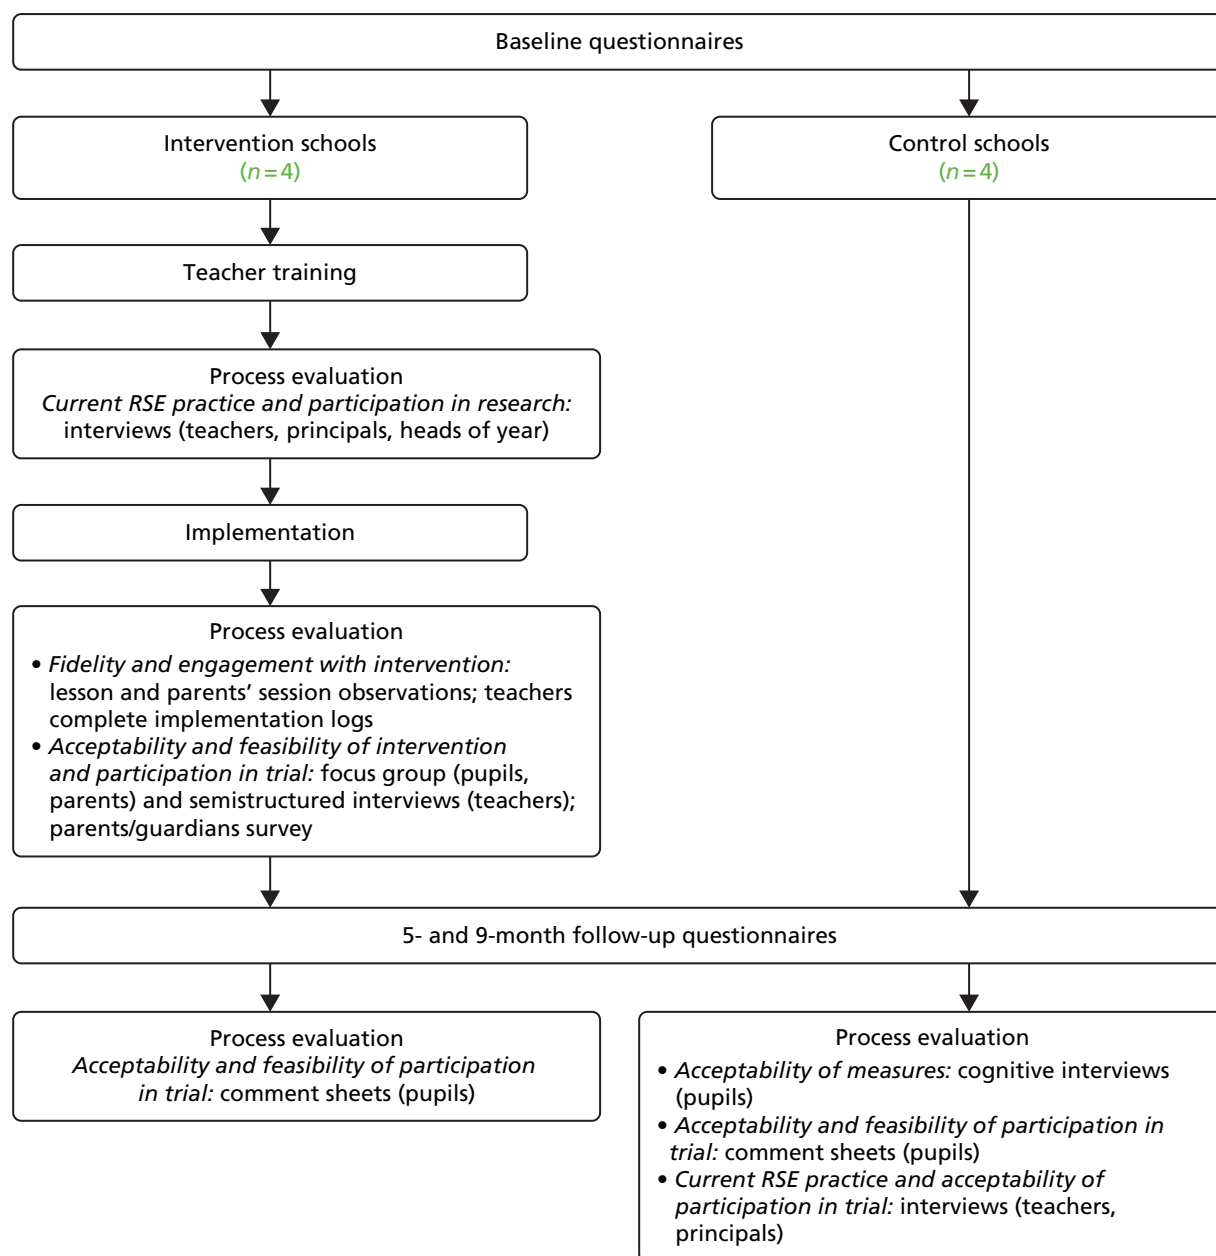 Baseline questionnaires
Intervention schools
(n=4)
Control schools
(n=4)
Teacher training
Process evaluation
Current RSE practice and participation in research:
interviews (teachers, principals, heads of year)
Implementation
Process evaluation
• Fidelity and engagement with intervention:
lesson and parents’ session observations; teachers
complete implementation logs
• Acceptability and feasibility of intervention
and participation in trial: focus group (pupils,
parents) and semistructured interviews (teachers);
parents/guardians survey
5- and 9-month follow-up questionnaires
Process evaluation
Acceptability and feasibility of participation
in trial: comment sheets (pupils)
Process evaluation
• Acceptability of measures: cognitive interviews
(pupils)
• Acceptability and feasibility of participation in
trial: comment sheets (pupils)
• Current RSE practice and acceptability of
participation in trial: interviews (teachers,
principals)